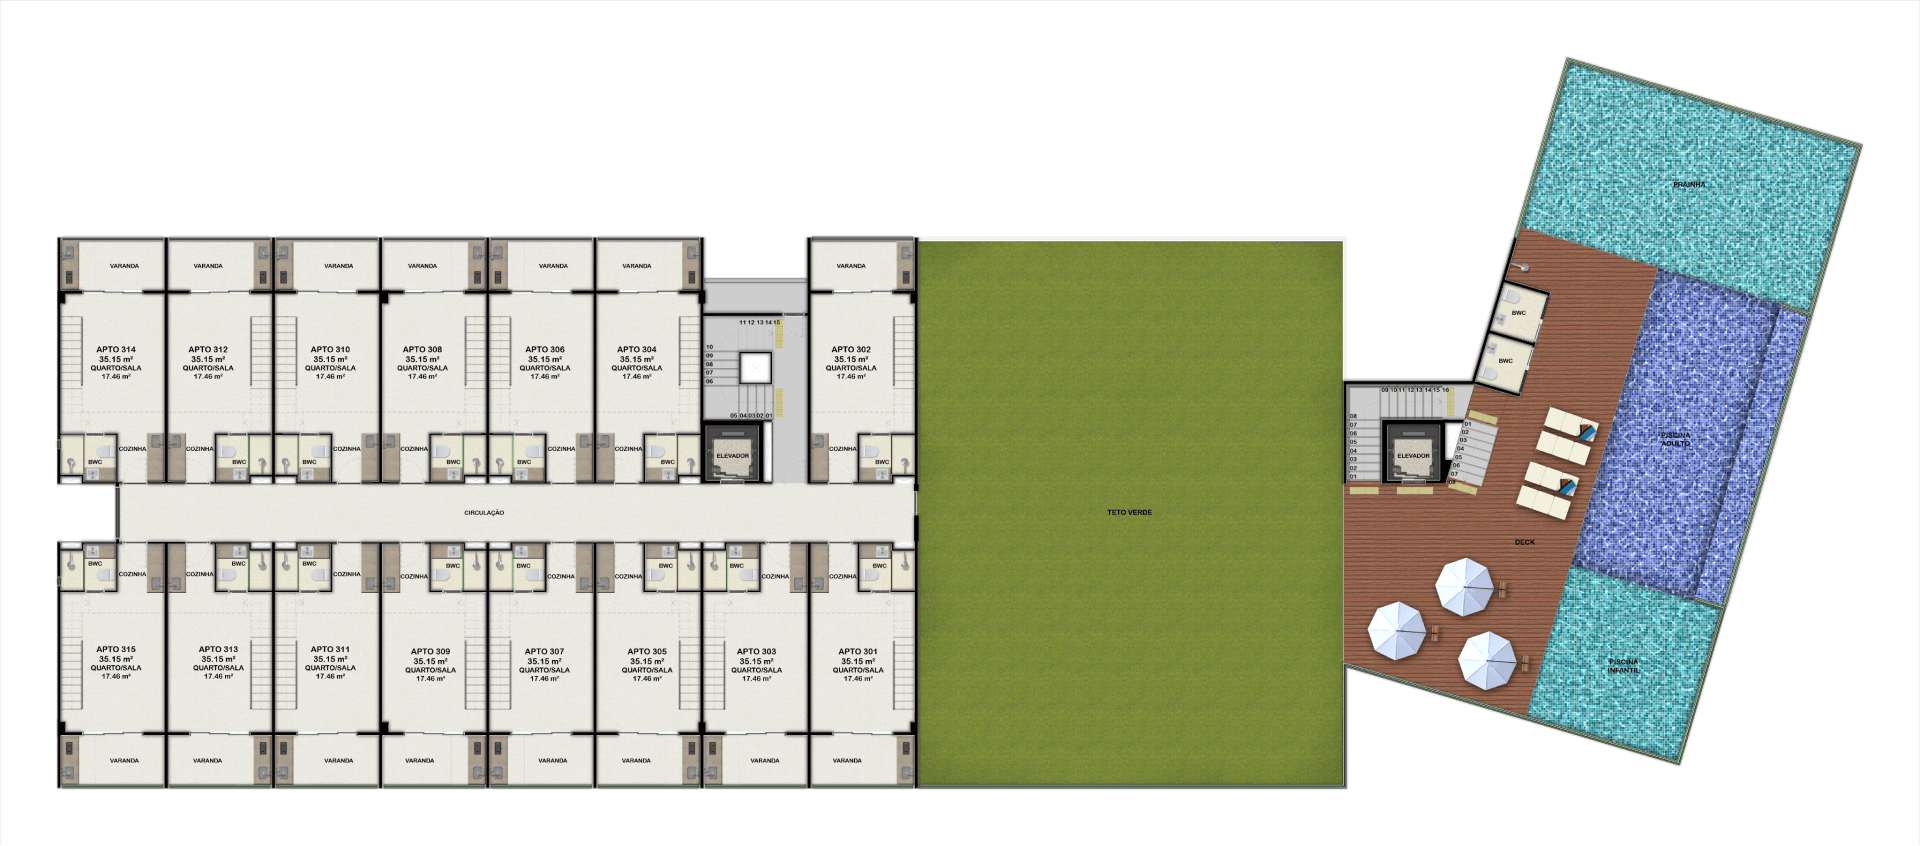 PRAINHA
VARANDA
VARANDA
VARANDA
VARANDA
VARANDA
VARANDA
VARANDA
APTO 314
35.15 m²
QUARTO/SALA
17.46 m²
APTO 312
35.15 m²
QUARTO/SALA
17.46 m²
APTO 310
35.15 m²
QUARTO/SALA
17.46 m²
APTO 308
35.15 m²
QUARTO/SALA
17.46 m²
APTO 306
35.15 m²
QUARTO/SALA
17.46 m²
APTO 304
35.15 m²
QUARTO/SALA
17.46 m²
11 12 13 14 15
10
09
08
07
06
05 04 03 02 01
APTO 302
35.15 m²
QUARTO/SALA
17.46 m²
BWC
BWC
BWC
COZINHA
COZINHA
BWC
BWC
COZINHA
COZINHA
BWC
BWC
COZINHA
COZINHA
BWC
ELEVADOR
COZINHA
BWC
09 10 11 12 13 14 15 16
08
07
06
05
04
03
02
01
ELEVADOR
01
02
03
04
05
06
07
08
PISCINA
ADULTO
CIRCULAÇÃO
TETO VERDE
DECK
BWC
COZINHA
COZINHA
BWC
BWC
COZINHA
COZINHA
BWC
BWC
COZINHA
COZINHA
BWC
BWC
COZINHA
COZINHA
BWC
APTO 315
35.15 m²
QUARTO/SALA
17.46 m²
APTO 313
35.15 m²
QUARTO/SALA
17.46 m²
APTO 311
35.15 m²
QUARTO/SALA
17.46 m²
APTO 309
35.15 m²
QUARTO/SALA
17.46 m²
APTO 307
35.15 m²
QUARTO/SALA
17.46 m²
APTO 305
35.15 m²
QUARTO/SALA
17.46 m²
APTO 303
35.15 m²
QUARTO/SALA
17.46 m²
APTO 301
35.15 m²
QUARTO/SALA
17.46 m²
PISCINA
INFANTIL
VARANDA
VARANDA
VARANDA
VARANDA
VARANDA
VARANDA
VARANDA
VARANDA